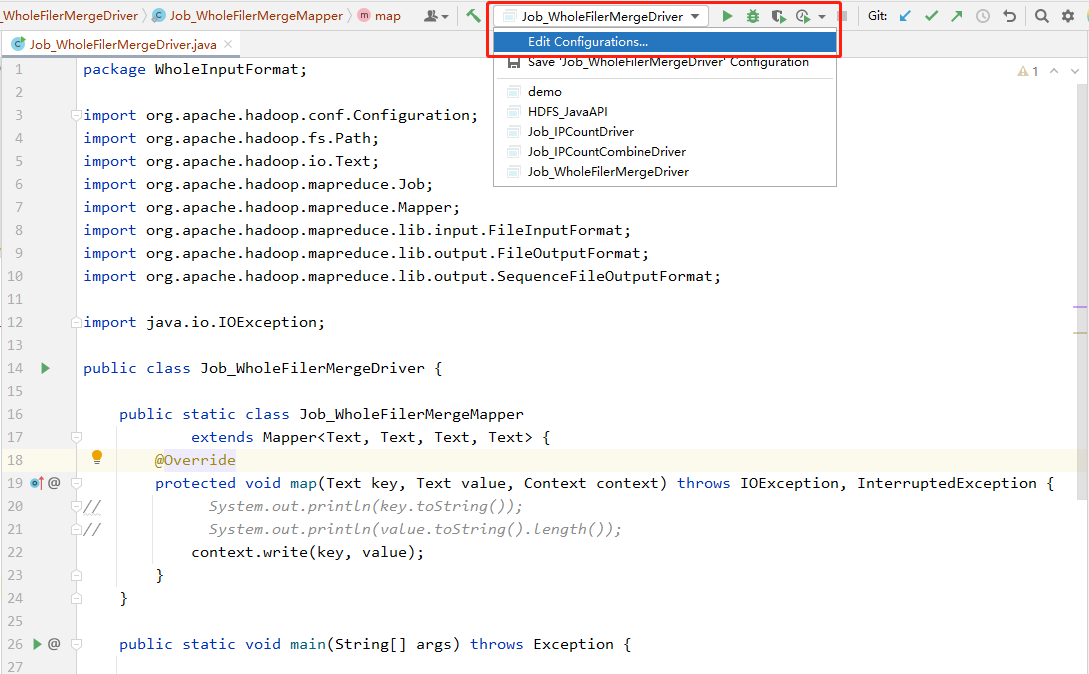 _WholeFilerMergeDriver Job_WholeFilerMergeMapper m map Job_WholeFilerMergeDriver Git:
Job_WholeFilerMergeDriver.java
Edit Configurations...
Save 'Job_WholeFilerMergeDriver' Configuration
demo
HDFS_JavaAPI
Job_IPCountDriver
Job_IPCountCombineDriver
Job_WholeFilerMergeDriver
1
1 package WholeInputFormat;
2
3 import org.apache.hadoop.conf.Configuration;
4 import org.apache.hadoop.fs.Path;
5 import org.apache.hadoop.io.Text;
6 import org.apache.hadoop.mapreduce.Job;
7 import org.apache.hadoop.mapreduce.Mapper;
8 import org.apache.hadoop.mapreduce.lib.input.FileInputFormat;
9 import org.apache.hadoop.mapreduce.lib.output.FileOutputFormat;
10 import org.apache.hadoop.mapreduce.lib.output.SequenceFileOutputFormat;
11
12 import java.io.IOException;
13
14 public class Job_WholeFilerMergeDriver {
15
16 public static class Job_WholeFilerMergeMapper
17 extends Mapper<Text, Text, Text, Text> {
18 @Override
19 @ protected void map(Text key, Text value, Context context) throws IOException, InterruptedException {
20 // System.out.println(key.toString());
21 // System.out.println(value.toString().length());
22 context.write(key, value);
23 }
24 }
25
26 @ public static void main(String[] args) throws Exception {
27